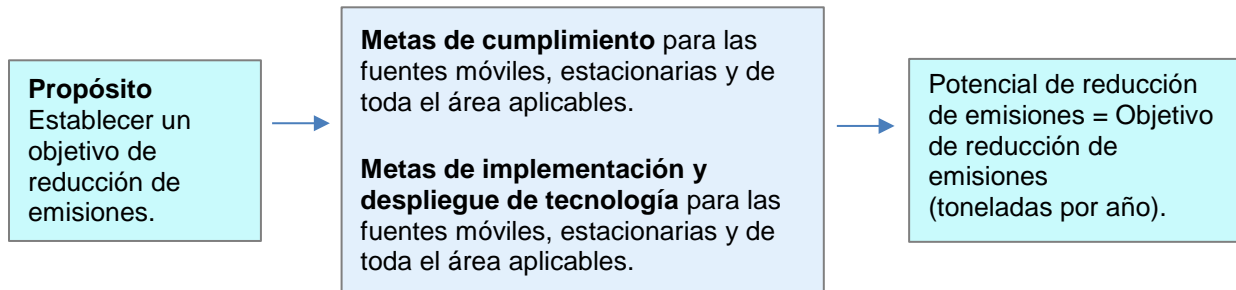 Propósito
Establecer un
objetivo de
reducción de
emisiones.
Metas de cumplimiento para las
fuentes móviles, estacionarias y de
toda el área aplicables.
Metas de implementación y
despliegue de tecnología para las
fuentes móviles, estacionarias y de
toda el área aplicables.
Potencial de reducción
de emisiones = Objetivo
de reducción de
emisiones
(toneladas por año).